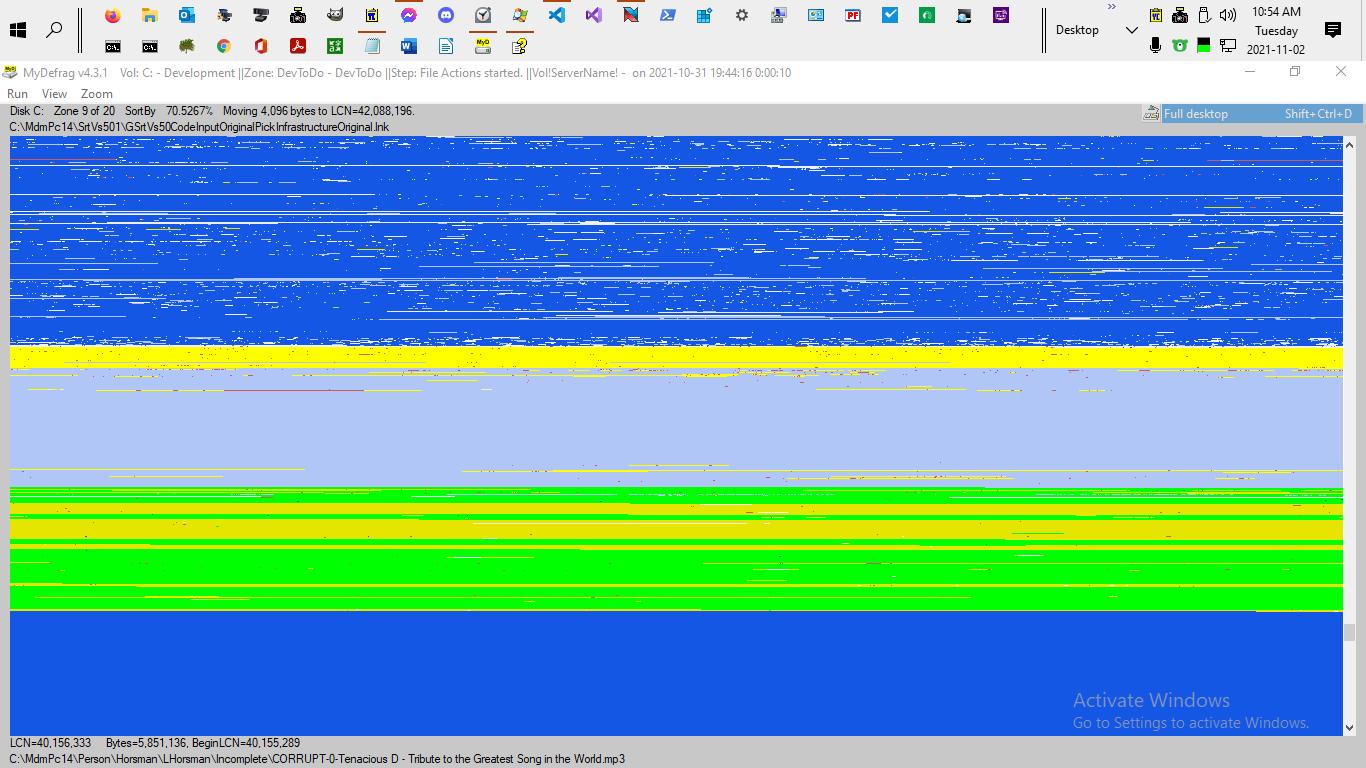 10:54 AM
Desktop
Tuesday
2021-11-02
MyDefrag v4.3.1 Vol: C: - Development ||Zone: DevToDo - DevToDo ||Step: File Actions started. ||Vol!ServerName! - on 2021-10-31 19:44:16 0:00:10
Run View Zoom
Disk C: Zone 9 of 20 SortBy 70.5267% Moving 4,096 bytes to LCN=42,088,196.
Full desktop Shift+Ctrl+D
C:\MdmPc14\SrtVs501\GSrtVs50CodeInputOriginalPickInfrastructureOriginal.lnk
Activate Windows
Go to Settings to activate Windows.
LCN=40,156,333 Bytes=5,851,136, BeginLCN=40,155,289
C:\MdmPc14\Person\Horsman\LHorsman\Incomplete\CORRUPT-0-Tenacious D - Tribute to the Greatest Song in the World.mp3